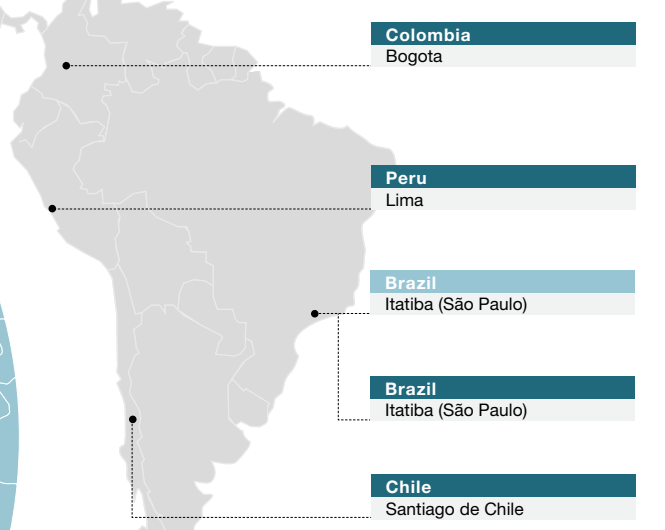 Colombia
Bogota
Peru
Lima
Brazil
Itatiba (São Paulo)
Brazil
Itatiba (São Paulo)
Chile
Santiago de Chile